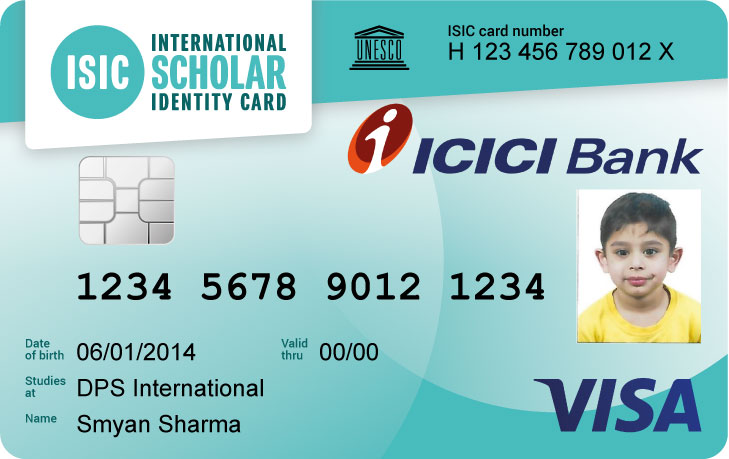 ISIC
INTERNATIONAL
SCHOLAR
IDENTITY CARD
UNESCO
ISIC card number
H 123 456 789 012 X
i ICICI Bank
1234 5678 9012 1234
Date of birth 06/01/2014
Valid thru 00/00
Studies at DPS International
Name Smyan Sharma
VISA